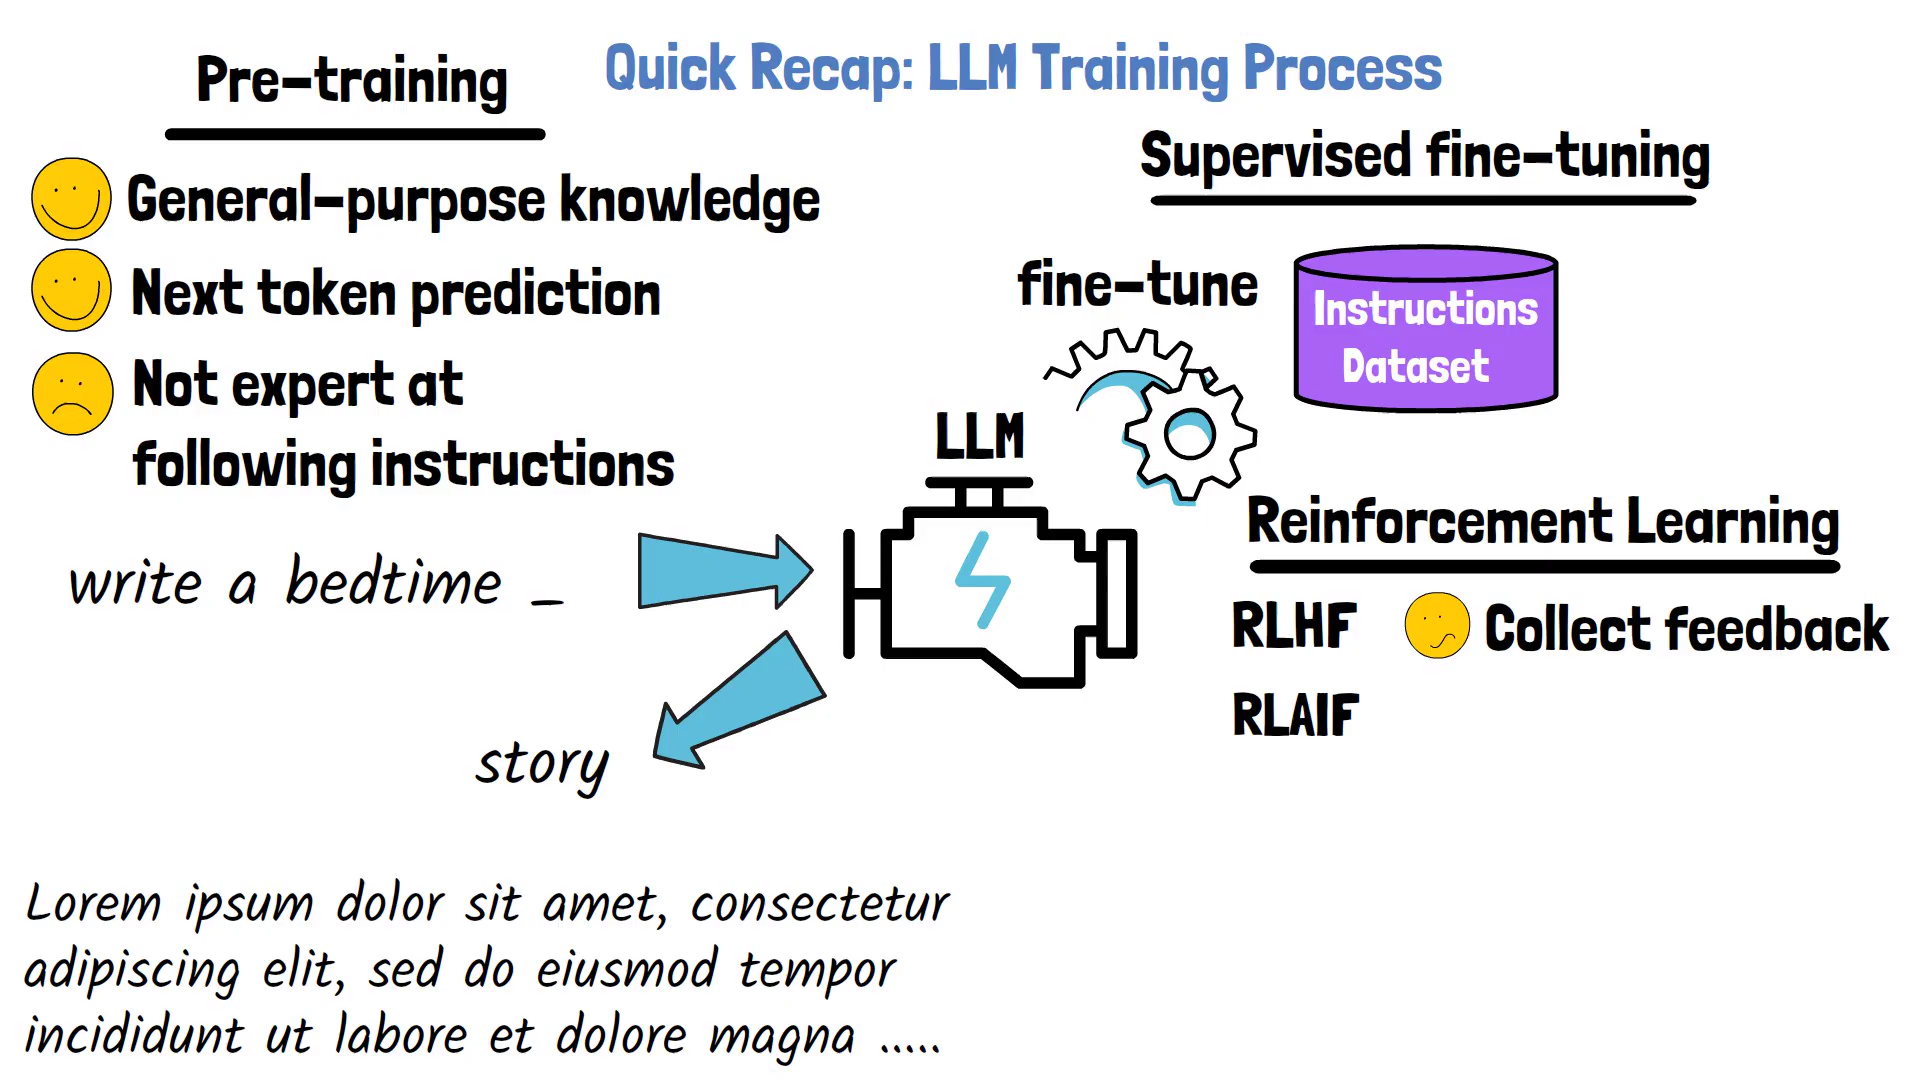 Quick Recap: LLM Training Process
Pre-training
General-purpose knowledge
Next token prediction
Not expert at
following instructions
write a bedtime _
story
Lorem ipsum dolor sit amet, consectetur
adipiscing elit, sed do eiusmod tempor
incididunt ut labore et dolore magna .....
LLM
Supervised fine-tuning
fine-tune
Instructions
Dataset
Reinforcement Learning
RLHF
Collect feedback
RLAIF